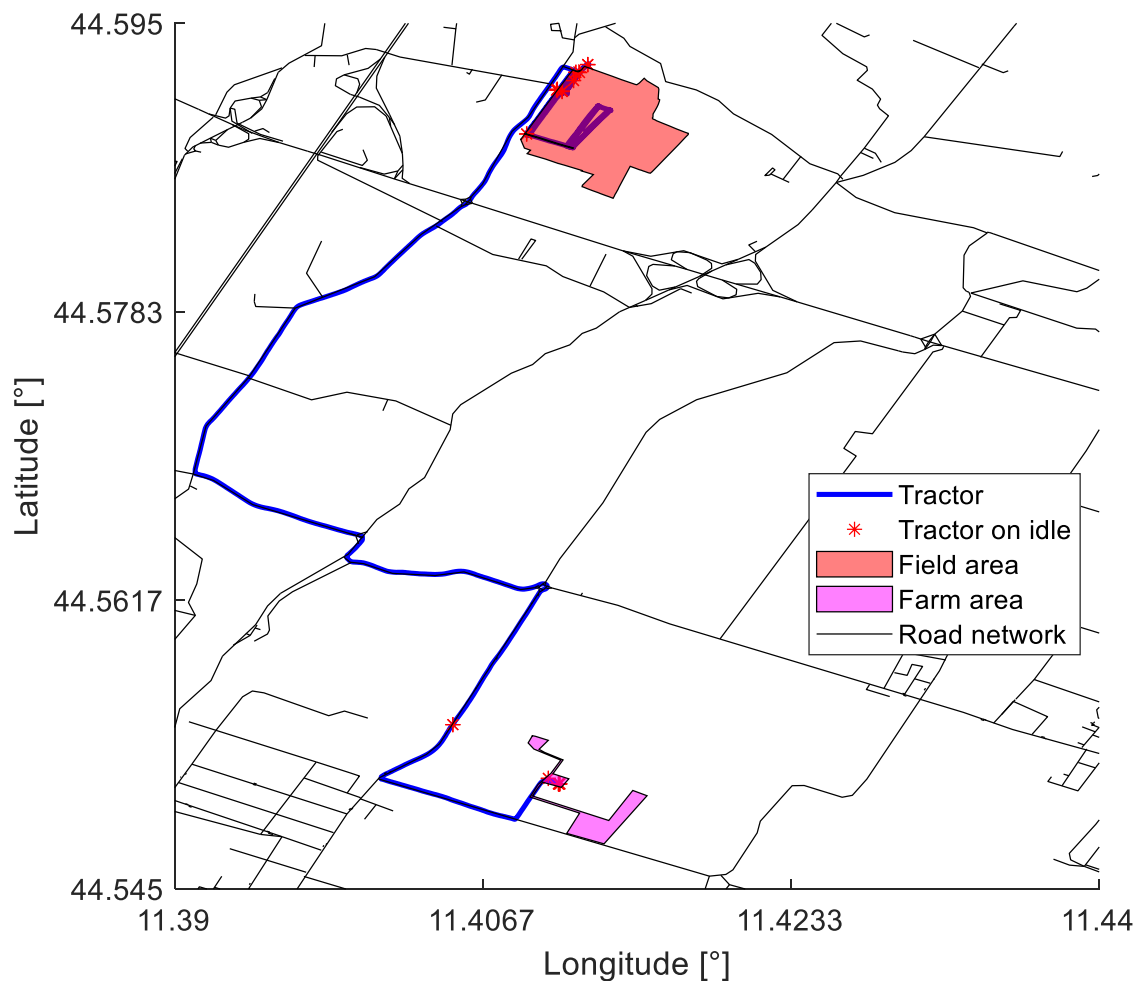 44.595
44.5783
44.5617
44.545
Latitude [°]
11.39
11.4067
11.4233
11.44
Longitude [°]
Tractor
Tractor on idle
Field area
Farm area
Road network